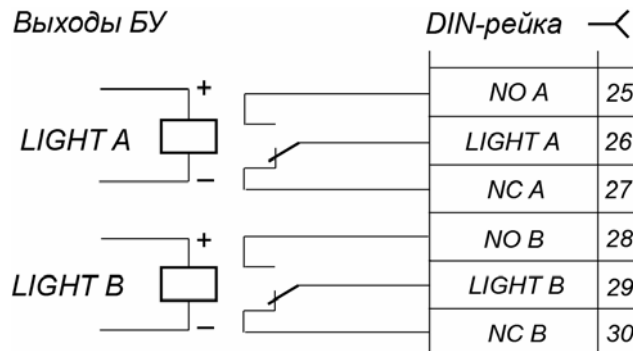 Выходы БУ
DIN-рейка
+
NO A 25
LIGHT A
LIGHT A 26
–
NC A 27
+
NO B 28
LIGHT B
LIGHT B 29
–
NC B 30